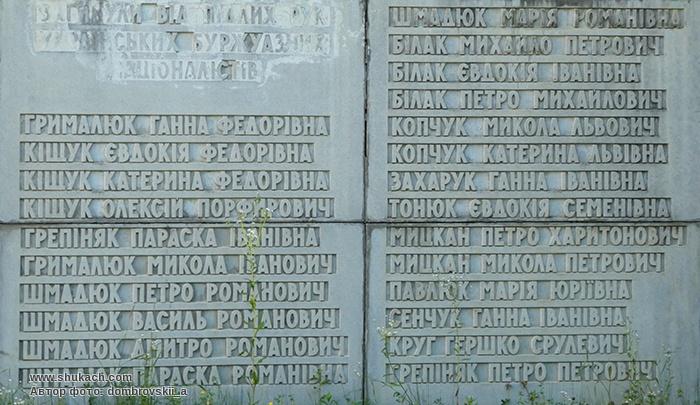 ЗАГИНУЛИ ВІД ПІДЛИХ РУК
УКРАЇНСЬКИХ БУРЖУАЗНИХ
НАЦІОНАЛІСТІВ
ГРИМАЛЮК ГАННА ФЕДОРІВНА
КІЩУК ЄВДОКІЯ ФЕДОРІВНА
КІЩУК КАТЕРИНА ФЕДОРІВНА
КІЩУК ОЛЕКСІЙ ПОРФИРОВИЧ
ГРЕПІНЯК ПАРАСКА ІВАНІВНА
ГРИМАЛЮК МИКОЛА ІВАНОВИЧ
ШМАДЮК ПЕТРО РОМАНОВИЧ
ШМАДЮК ВАСИЛЬ РОМАНОВИЧ
ШМАДЮК ДМИТРО РОМАНОВИЧ
ПАРАСКА РОМАНІВНА
ШМАДЮК МАРІЯ РОМАНІВНА
БІЛАК МИХАЙЛО ПЕТРОВИЧ
БІЛАК ЄВДОКІЯ ІВАНІВНА
БІЛАК ПЕТРО МИХАЙЛОВИЧ
КОПЧУК МИКОЛА ЛЬВОВИЧ
КОПЧУК КАТЕРИНА ЛЬВІВНА
ЗАХАРУК ГАННА ІВАНІВНА
ТОНЮК ЄВДОКІЯ СЕМЕНІВНА
МИЦКАН ПЕТРО ХАРИТОНОВИЧ
МИЦКАН МИКОЛА ПЕТРОВИЧ
ПАВЛЮК МАРІЯ ЮРІЇВНА
СЕНЧУК ГАННА ІВАНІВНА
КРУГ ГЕРШКО СРУЛЕВИЧ
ГРЕПІНЯК ПЕТРО ПЕТРОВИЧ
www.shukach.com
Автор фото: dombrovskii_a